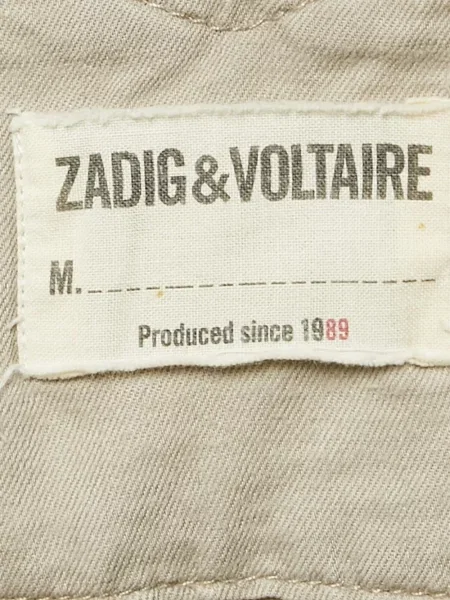 ZADIG&VOLTAIRE
M.
Produced since 1989